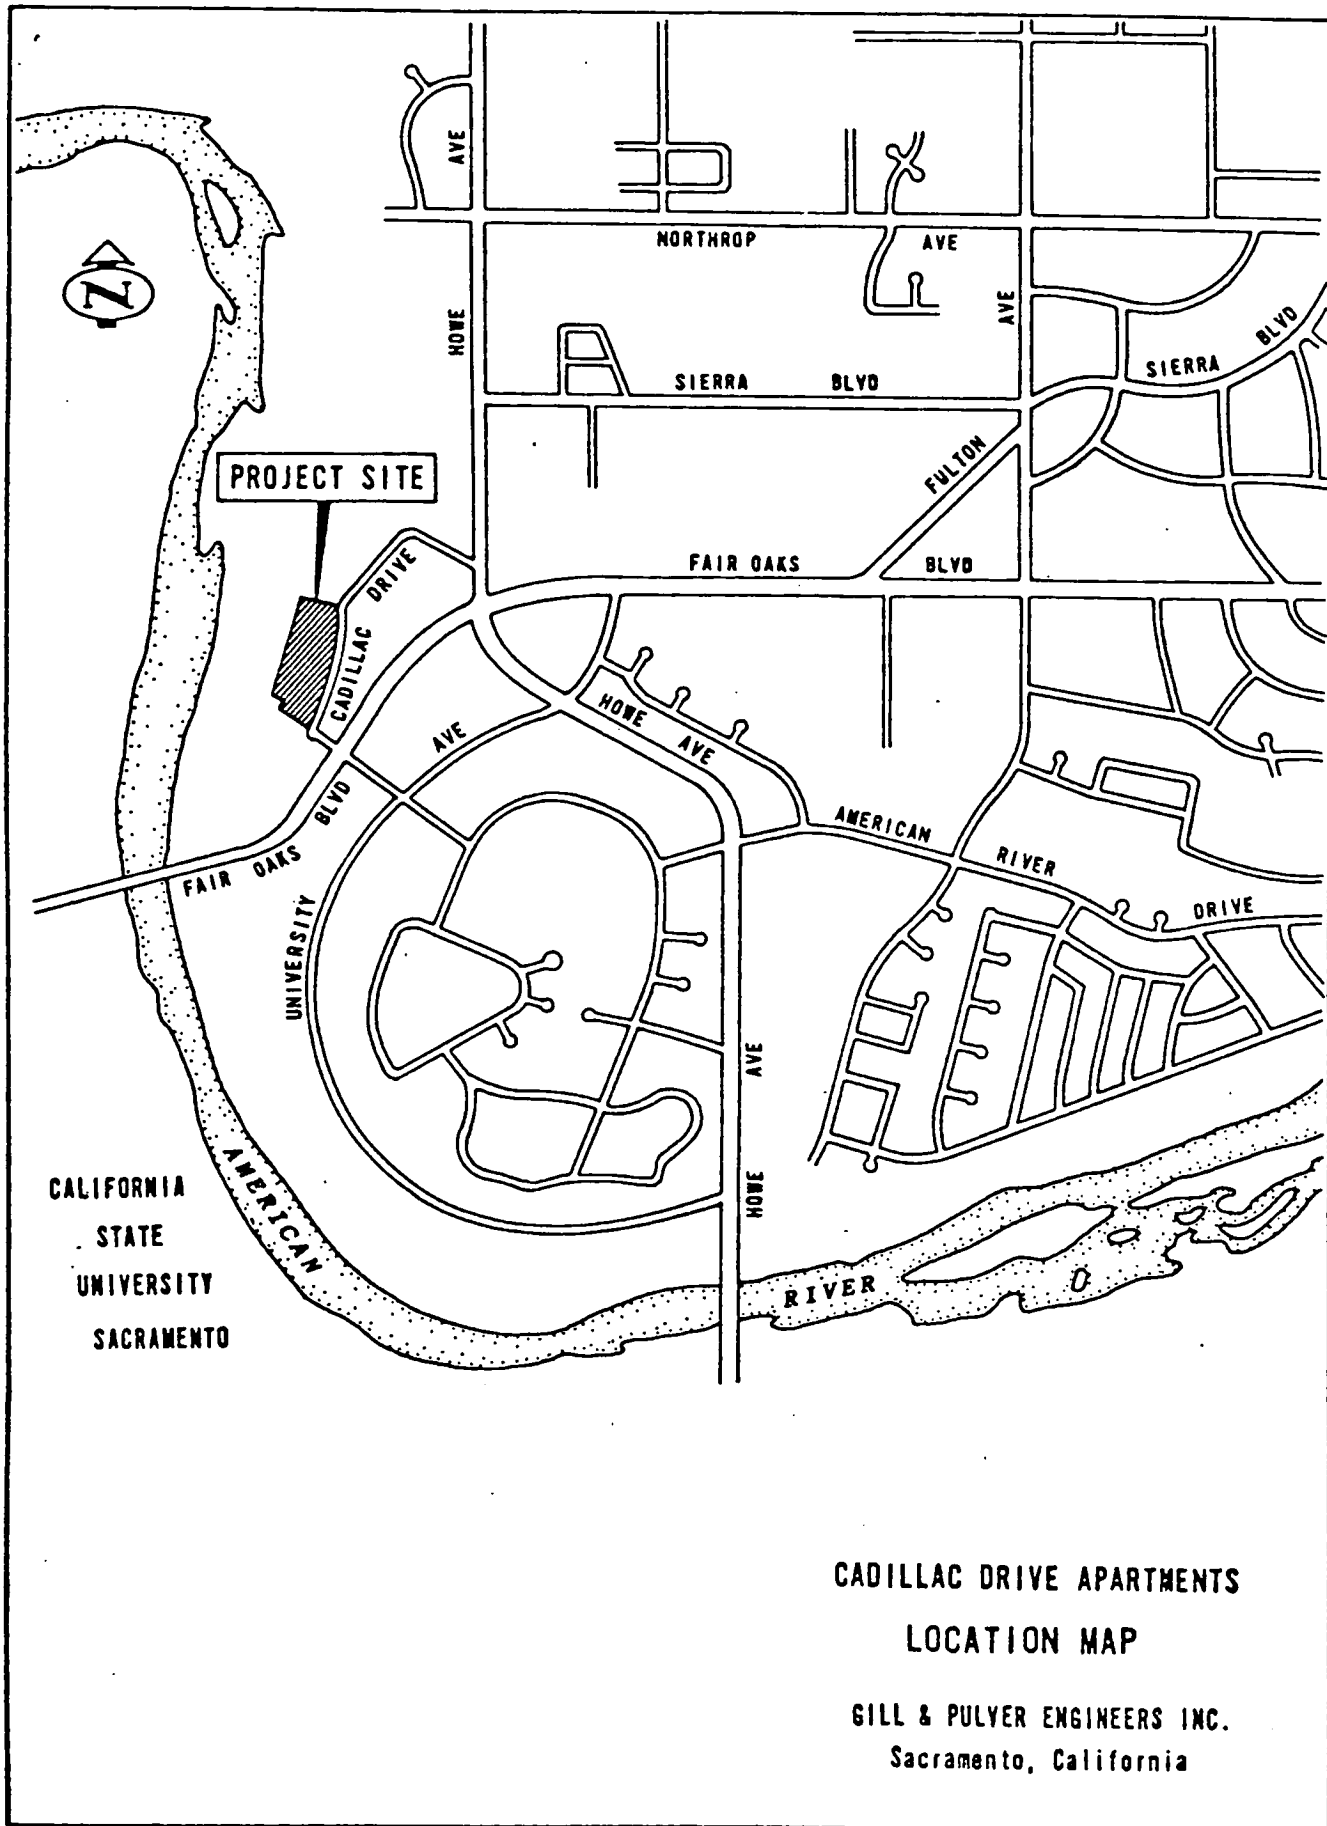 AVE
NORTHROP AVE
N
HOWE
AVE
SIERRA BLVD
SIERRA BLVD
FULTON
PROJECT SITE
FAIR OAKS BLVD
CADILLAC DRIVE
HOWE AVE
UNIVERSITY AVE
FAIR OAKS BLVD
AMERICAN RIVER DRIVE
HOWE AVE
AMERICAN RIVER
CALIFORNIA
STATE
UNIVERSITY
SACRAMENTO
CADILLAC DRIVE APARTMENTS
LOCATION MAP
GILL & PULVER ENGINEERS INC.
Sacramento, California